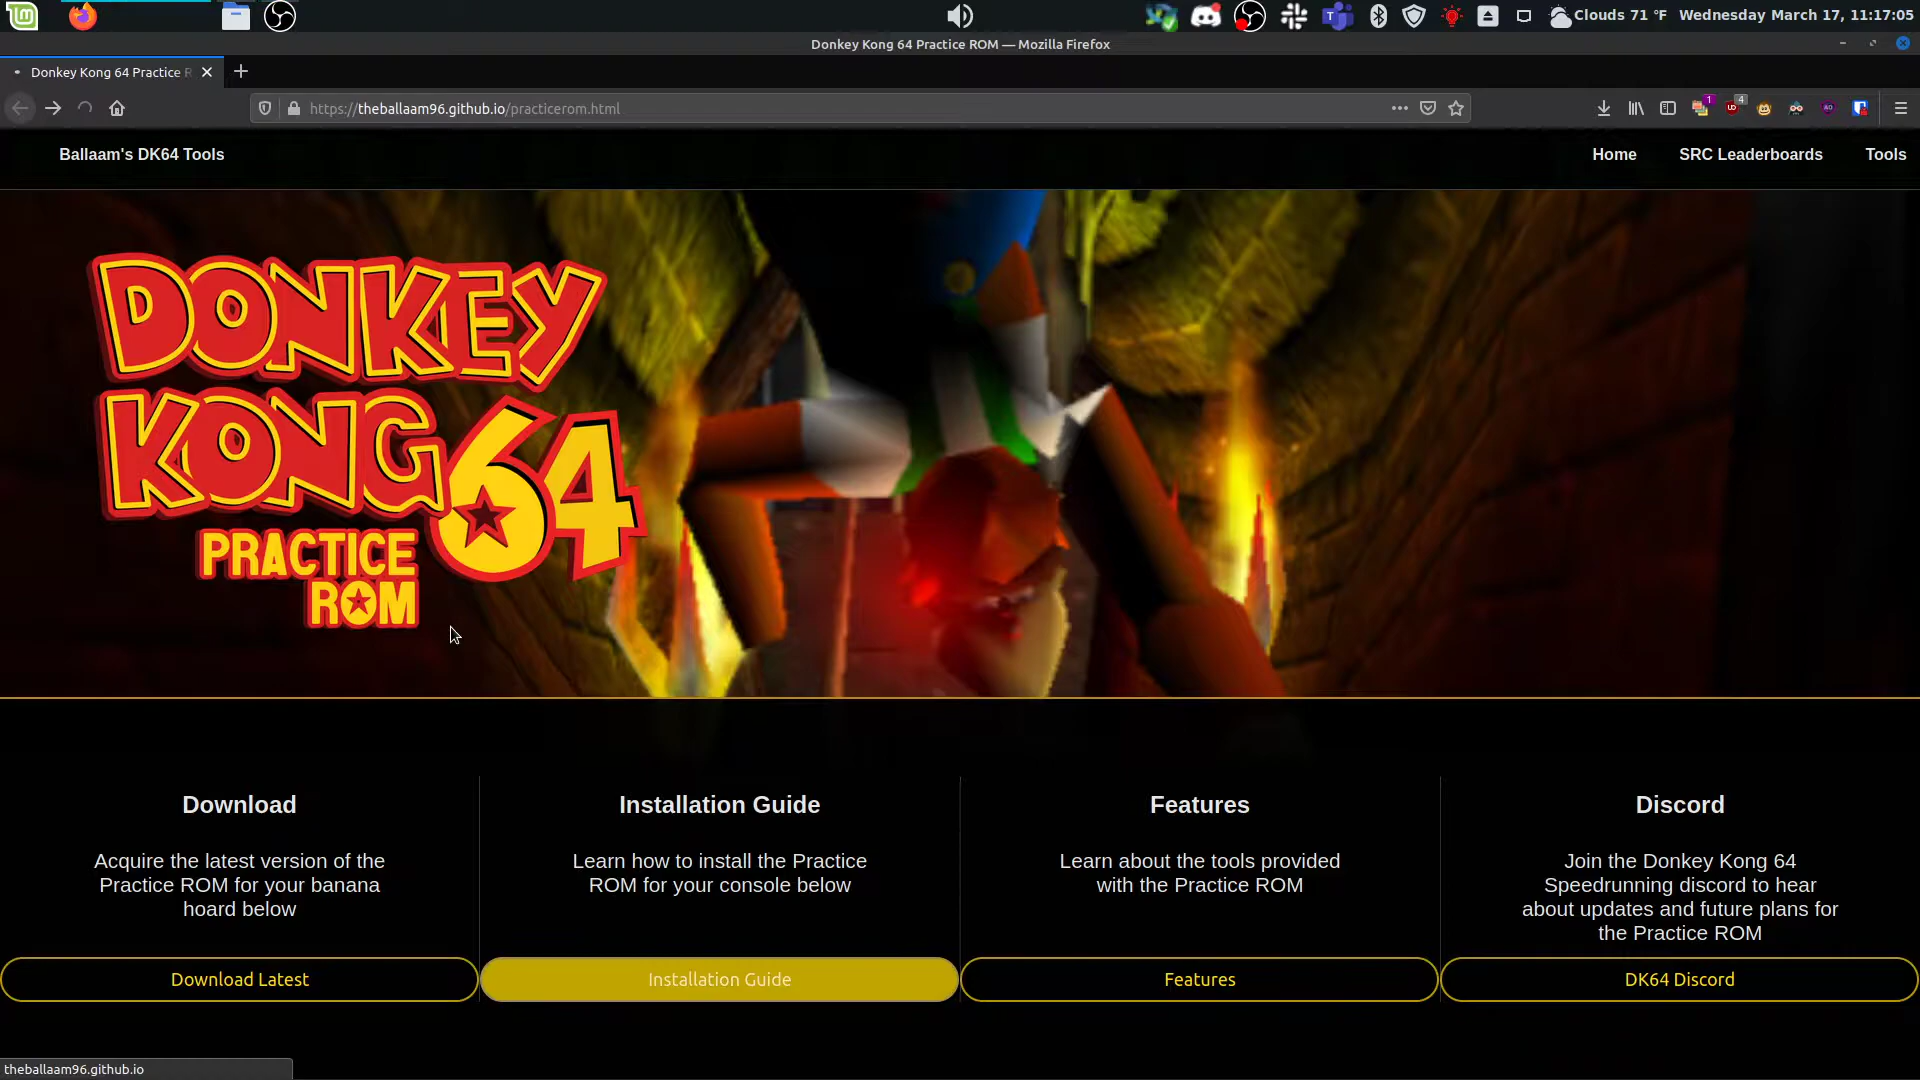 Clouds 71 °F Wednesday March 17, 11:17:05
Donkey Kong 64 Practice ROM — Mozilla Firefox
Donkey Kong 64 Practice R
https://theballaam96.github.io/practicerom.html
1
4
Ballaam's DK64 Tools
Home
SRC Leaderboards
Tools
DONKEY
KONG 64
PRACTICE
ROM
Download
Installation Guide
Features
Discord
Acquire the latest version of the
Practice ROM for your banana
hoard below
Learn how to install the Practice
ROM for your console below
Learn about the tools provided
with the Practice ROM
Join the Donkey Kong 64
Speedrunning discord to hear
about updates and future plans for
the Practice ROM
Download Latest
Installation Guide
Features
DK64 Discord
theballaam96.github.io